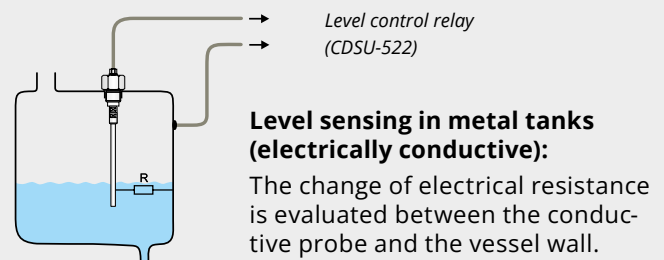 Level control relay
(CDSU-522)
Level sensing in metal tanks
(electrically conductive):
The change of electrical resistance
is evaluated between the conduc-
tive probe and the vessel wall.
R